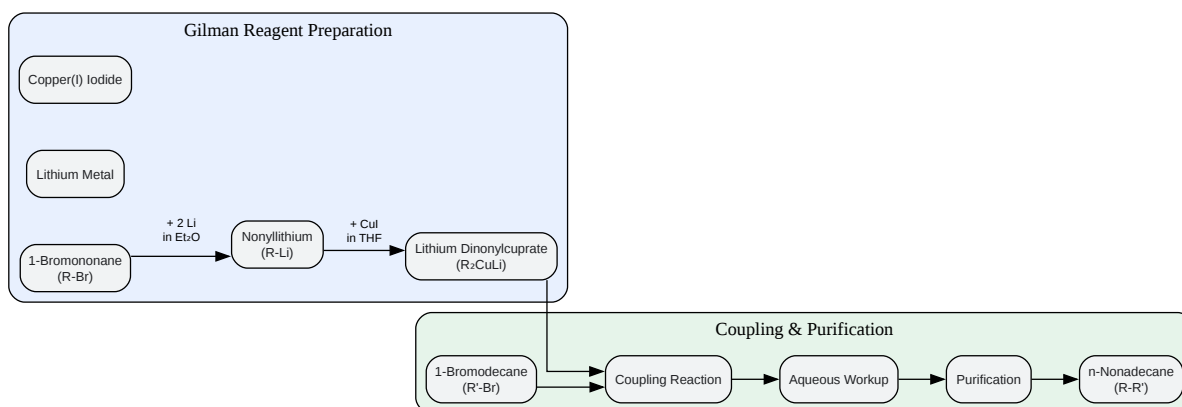 Gilman Reagent Preparation
Copper(I) Iodide
Lithium Metal
1-Bromononane
(R-Br)
+ 2 Li
in Et₂O
Nonyllithium
(R-Li)
+ CuI
in THF
Lithium Dinonylcuprate
(R₂CuLi)
Coupling & Purification
1-Bromodecane
(R'-Br)
Coupling Reaction
Aqueous Workup
Purification
n-Nonadecane
(R-R')